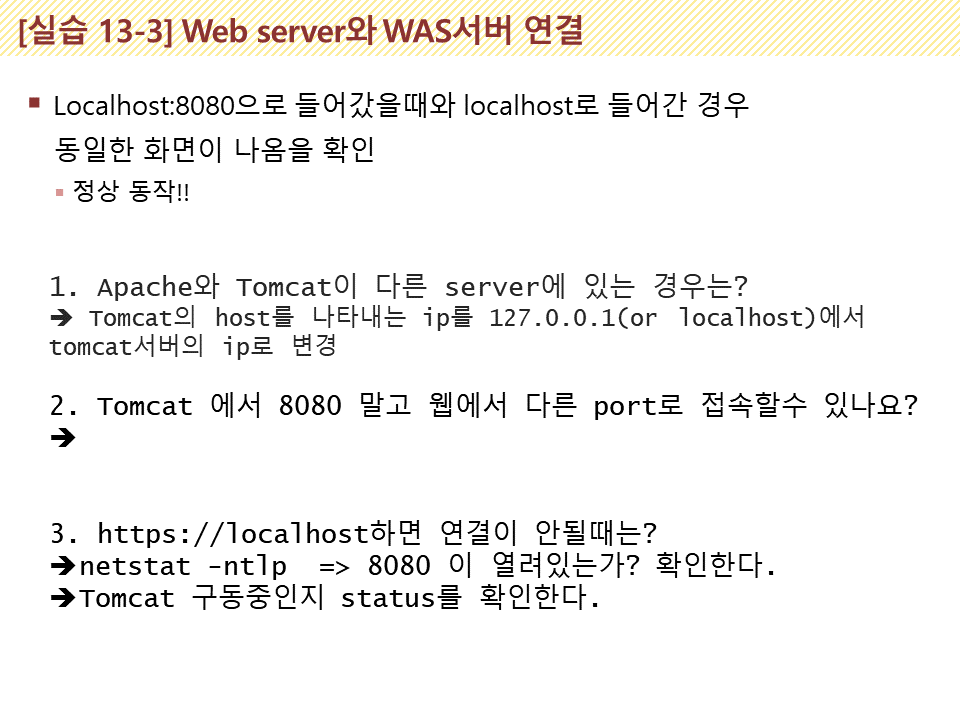 [실습 13-3] Web server와 WAS서버 연결
▪ Localhost:8080으로 들어갔을때와 localhost로 들어간 경우
동일한 화면이 나옴을 확인
▪ 정상 동작!!
1. Apache와 Tomcat이 다른 server에 있는 경우는?
➔ Tomcat의 host를 나타내는 ip를 127.0.0.1(or localhost)에서
tomcat서버의 ip로 변경
2. Tomcat 에서 8080 말고 웹에서 다른 port로 접속할수 있나요?
➔
3. https://localhost하면 연결이 안될때는?
➔netstat -ntlp => 8080 이 열려있는가? 확인한다.
➔Tomcat 구동중인지 status를 확인한다.